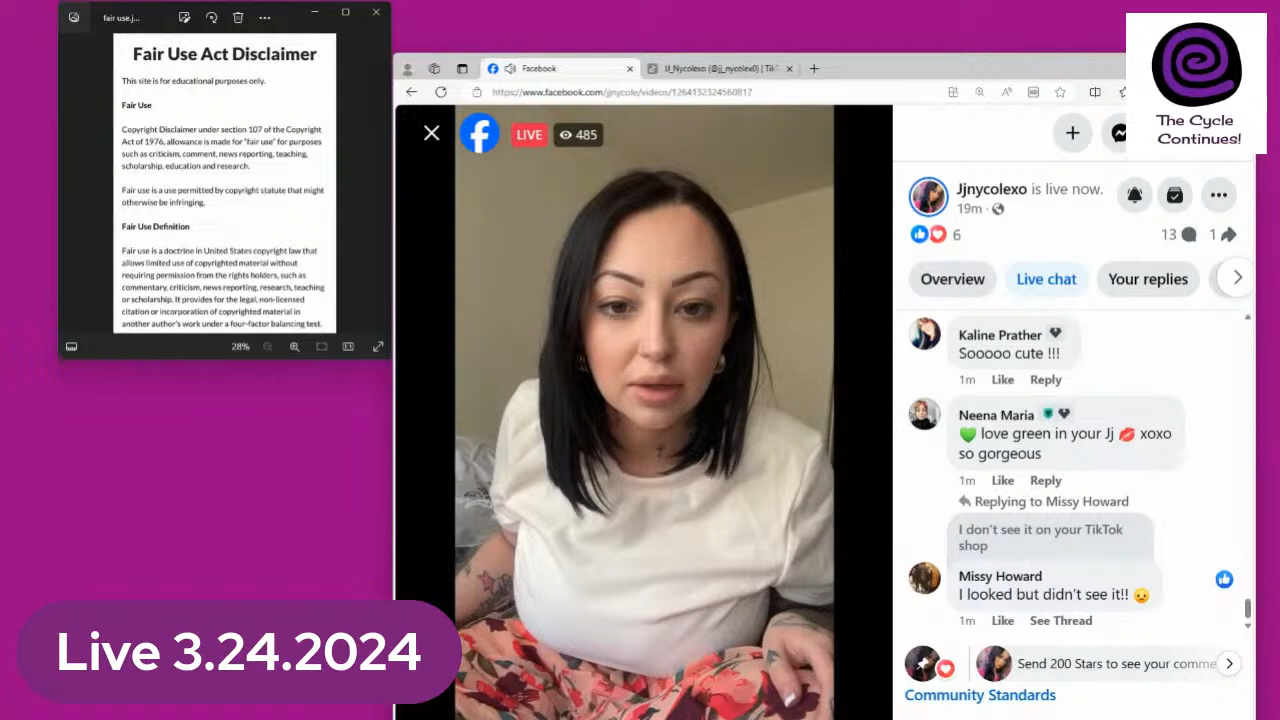 fair use.j...
Fair Use Act Disclaimer
This site is for educational purposes only.
Fair Use
Copyright Disclaimer under section 107 of the Copyright
Act of 1976, allowance is made for "fair use" for purposes
such as criticism, comment, news reporting, teaching,
scholarship, education and research.
Fair use is a use permitted by copyright statute that might
otherwise be infringing.
Fair Use Definition
Fair use is a doctrine in United States copyright law that
allows limited use of copyrighted material without
requiring permission from the rights holders, such as
commentary, criticism, news reporting, research, teaching
or scholarship. It provides for the legal, non-licensed
citation or incorporation of copyrighted material in
another author's work under a four-factor balancing test.
28%
Facebook
JJ_Nycolexo (@jj_nycolex0) | Tik
https://www.facebook.com/jjnycole/videos/1264132324560817
The Cycle
Continues!
LIVE
485
Jjnycolexo is live now.
19m
6
13
1
Overview
Live chat
Your replies
Kaline Prather
Sooooo cute !!!
1m Like Reply
Neena Maria
💚 love green in your Jj 💋 xoxo
so gorgeous
1m Like Reply
Replying to Missy Howard
I don't see it on your TikTok
shop
Missy Howard
I looked but didn't see it!! 😠
1m Like See Thread
Send 200 Stars to see your comme
Community Standards
Live 3.24.2024